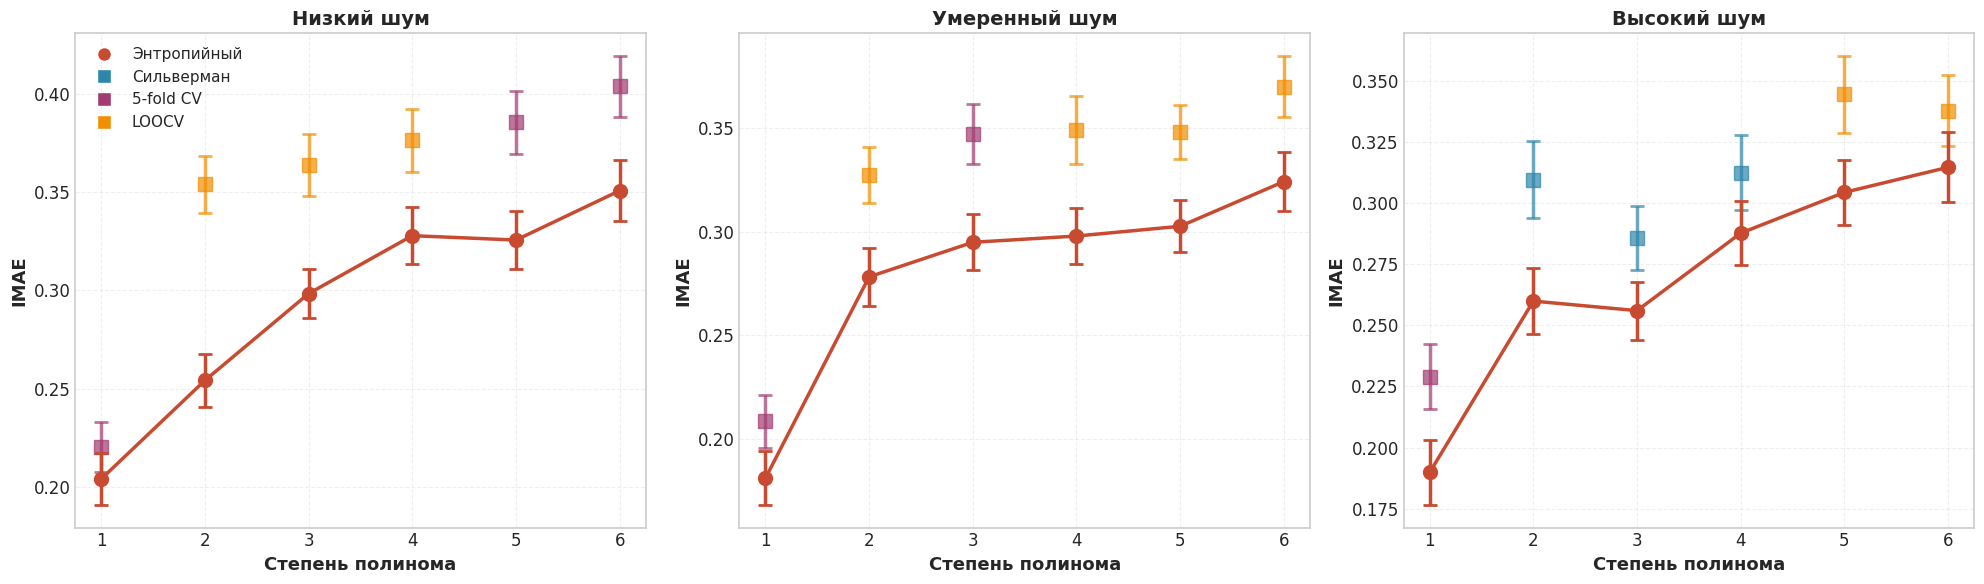 Низкий шум
Энтропийный
Сильверман
5-fold CV
LOOCV
0.40
0.35
0.30
0.25
0.20
IMAE
1 2 3 4 5 6
Степень полинома
Умеренный шум
0.35
0.30
0.25
0.20
IMAE
1 2 3 4 5 6
Степень полинома
Высокий шум
0.350
0.325
0.300
0.275
0.250
0.225
0.200
0.175
IMAE
1 2 3 4 5 6
Степень полинома